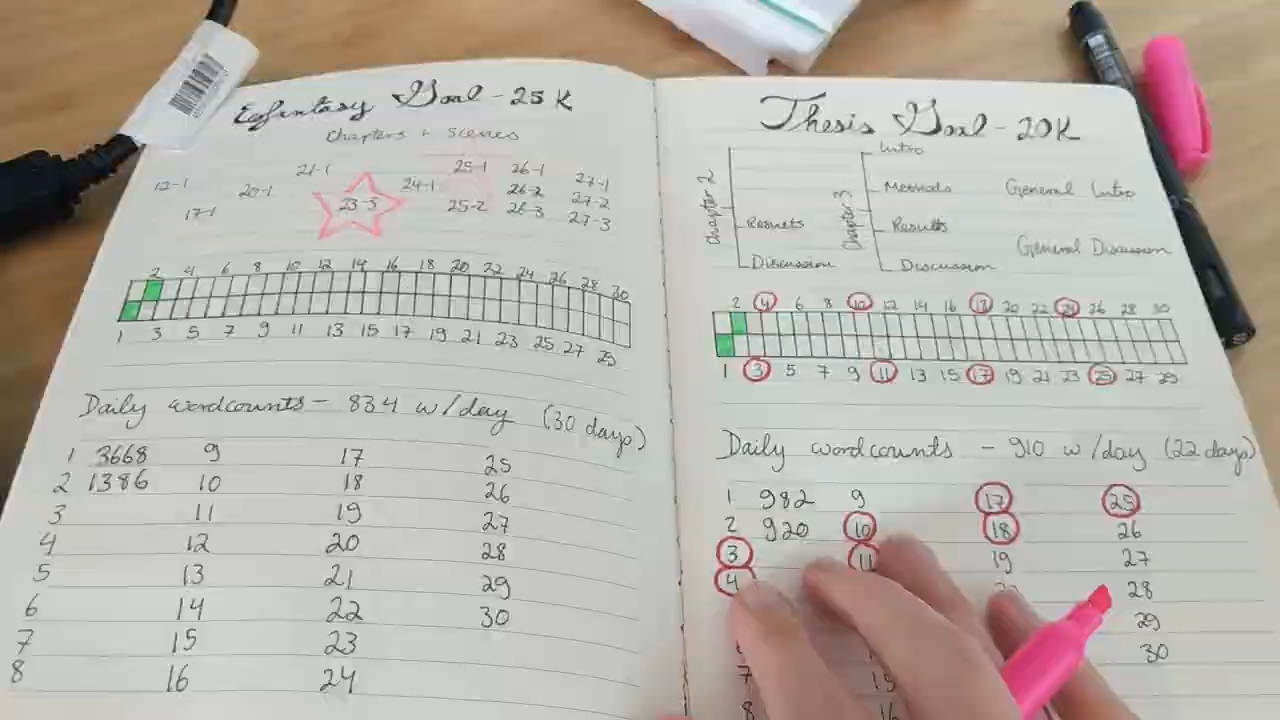 Goal - 25 K
Chapters + Scenes
12-1
17-1
20-1
21-1
23-3
24-1
25-1
25-2
26-1
26-2
26-3
27-1
27-2
27-3
2 4 6 8 10 12 14 16 18 20 22 24 26 28 30
1 3 5 7 9 11 13 15 17 19 21 23 25 27 29
Daily wordcounts - 834 w/day (30 days)
1 3668 9 17 25
2 1386 10 18 26
3 11 19 27
4 12 20 28
5 13 21 29
6 14 22 30
7 15 23
8 16 24
Thesis Goal - 20K
Chapter 2
Results
Discussion
Chapter 3
Intro
Methods
Results
Discussion
General Intro
General Discussion
2 4 6 8 10 12 14 16 18 20 22 24 26 28 30
1 3 5 7 9 11 13 15 17 19 21 23 25 27 29
Daily wordcounts - 910 w/day (22 days)
1 982 9 17 25
2 920 10 18 26
3 11 19 27
4 28
29
30
7 15
8 16